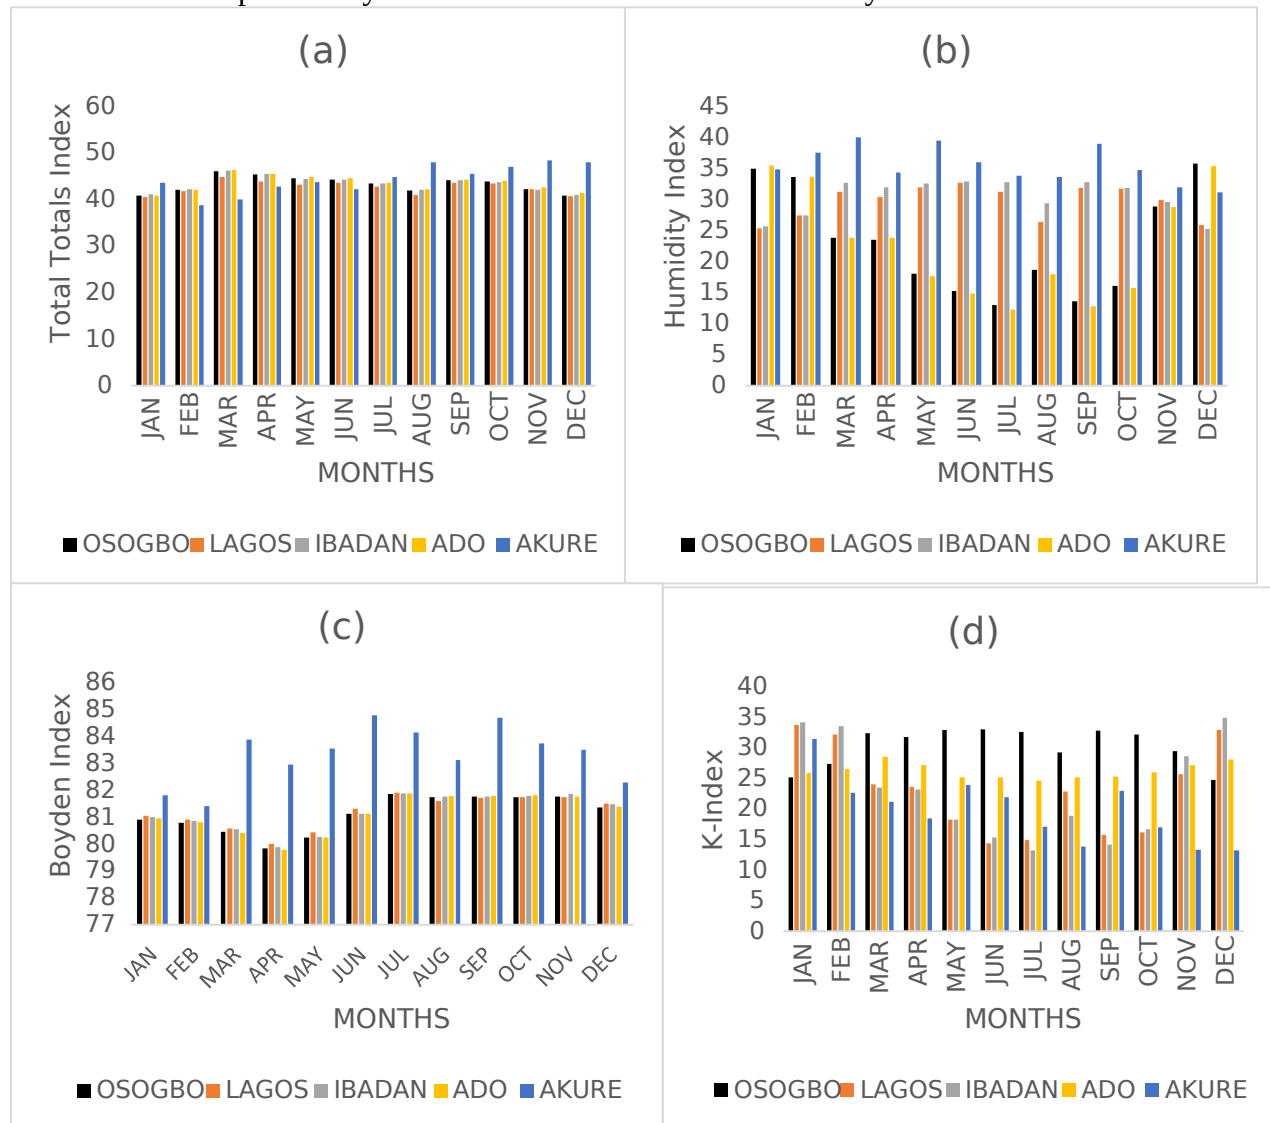 (a)
Total Totals Index
60
50
40
30
20
10
0
JAN FEB MAR APR MAY JUN JUL AUG SEP OCT NOV DEC
MONTHS
OSOGBO LAGOS IBADAN ADO AKURE
(b)
Humidity Index
45
40
35
30
25
20
15
10
5
0
JAN FEB MAR APR MAY JUN JUL AUG SEP OCT NOV DEC
MONTHS
OSOGBO LAGOS IBADAN ADO AKURE
(c)
Boyden Index
86
85
84
83
82
81
80
79
78
77
JAN FEB MAR APR MAY JUN JUL AUG SEP OCT NOV DEC
MONTHS
OSOGBO LAGOS IBADAN ADO AKURE
(d)
K-Index
40
35
30
25
20
15
10
5
0
JAN FEB MAR APR MAY JUN JUL AUG SEP OCT NOV DEC
MONTHS
OSOGBO LAGOS IBADAN ADO AKURE